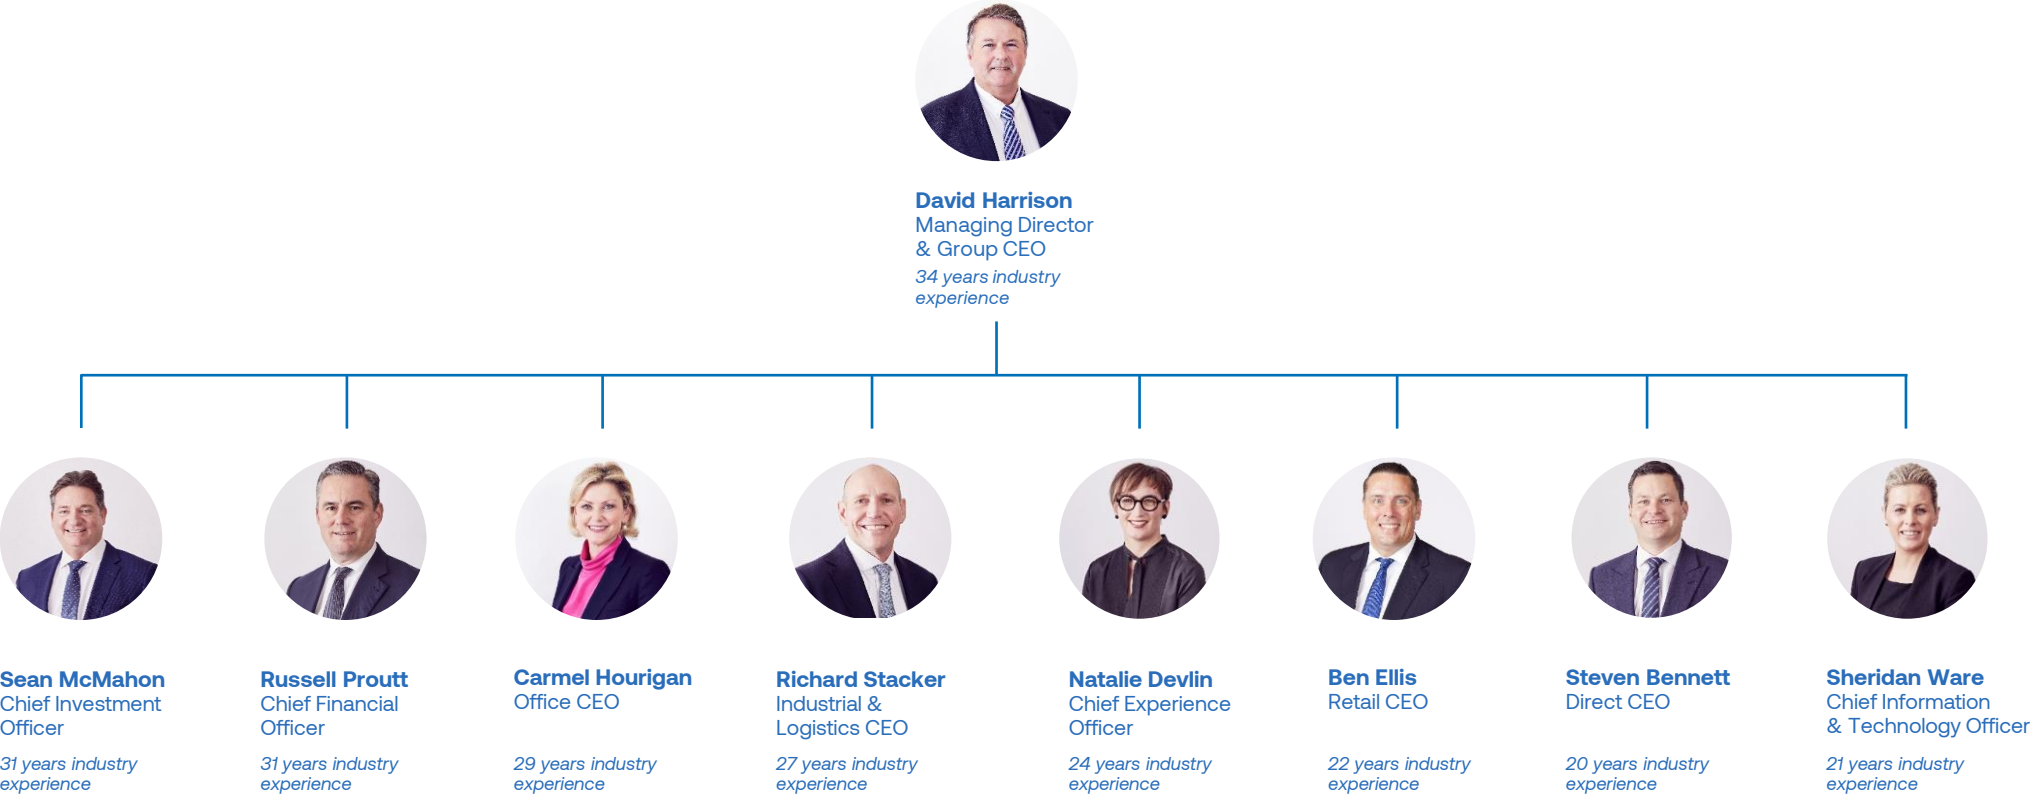 David Harrison
Managing Director
& Group CEO
34 years industry
experience
Sean McMahon
Chief Investment
Officer
31 years industry
experience
Russell Proutt
Chief Financial
Officer
31 years industry
experience
Carmel Hourigan
Office CEO
29 years industry
experience
Richard Stacker
Industrial &
Logistics CEO
27 years industry
experience
Natalie Devlin
Chief Experience
Officer
24 years industry
experience
Ben Ellis
Retail CEO
22 years industry
experience
Steven Bennett
Direct CEO
20 years industry
experience
Sheridan Ware
Chief Information
& Technology Officer
21 years industry
experience